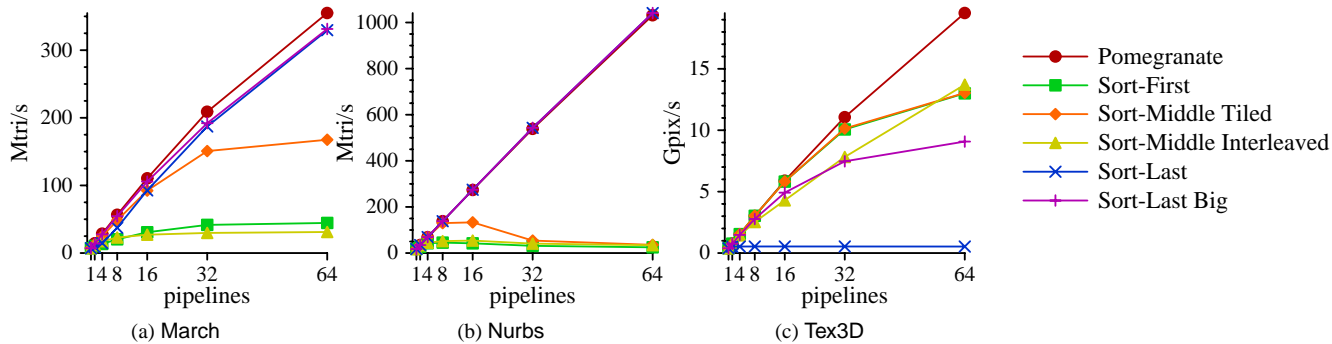 Mtri/s
350
300
200
100
0
1 4 8 16 32 64
pipelines
(a) March
Mtri/s
1000
800
600
400
200
0
1 4 8 16 32 64
pipelines
(b) Nurbs
Gpix/s
15
10
5
0
1 4 8 16 32 64
pipelines
(c) Tex3D
Pomegranate
Sort-First
Sort-Middle Tiled
Sort-Middle Interleaved
Sort-Last
Sort-Last Big